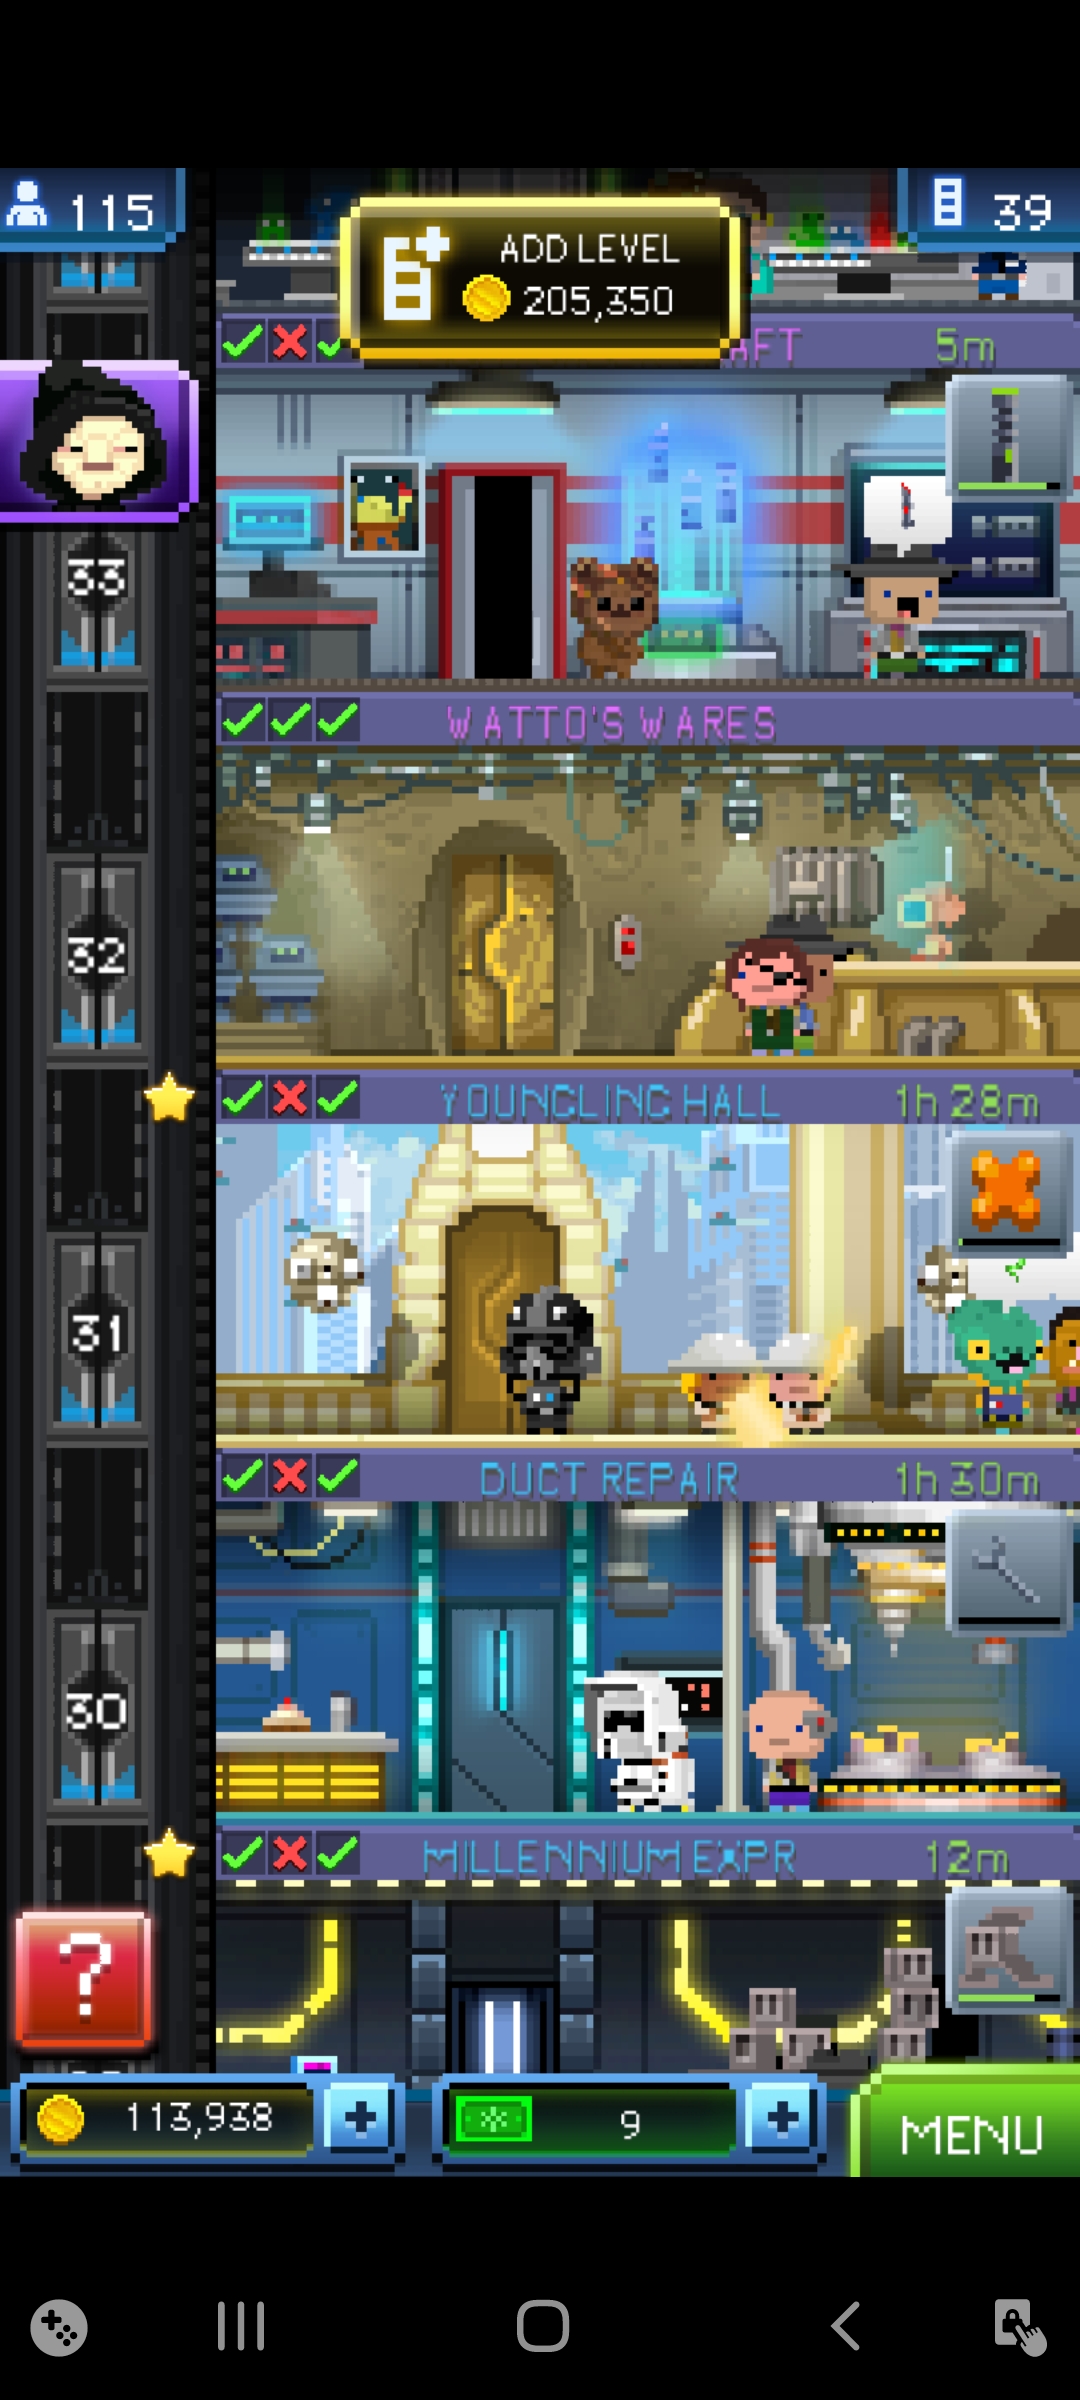 115
39
ADD LEVEL
205,350
AFT 5m
33
WATTO'S WARES
32
YOUNGLING HALL 1h 28m
31
DUCT REPAIR 1h 30m
30
MILLENNIUM EXPR 12m
?
113,938
9
MENU